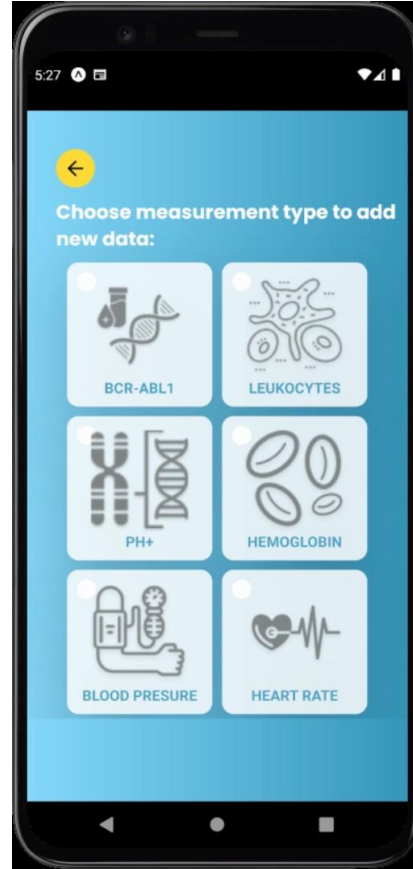 5:27
Choose measurement type to add
new data:
BCR-ABL1
LEUKOCYTES
PH+
HEMOGLOBIN
BLOOD PRESURE
HEART RATE